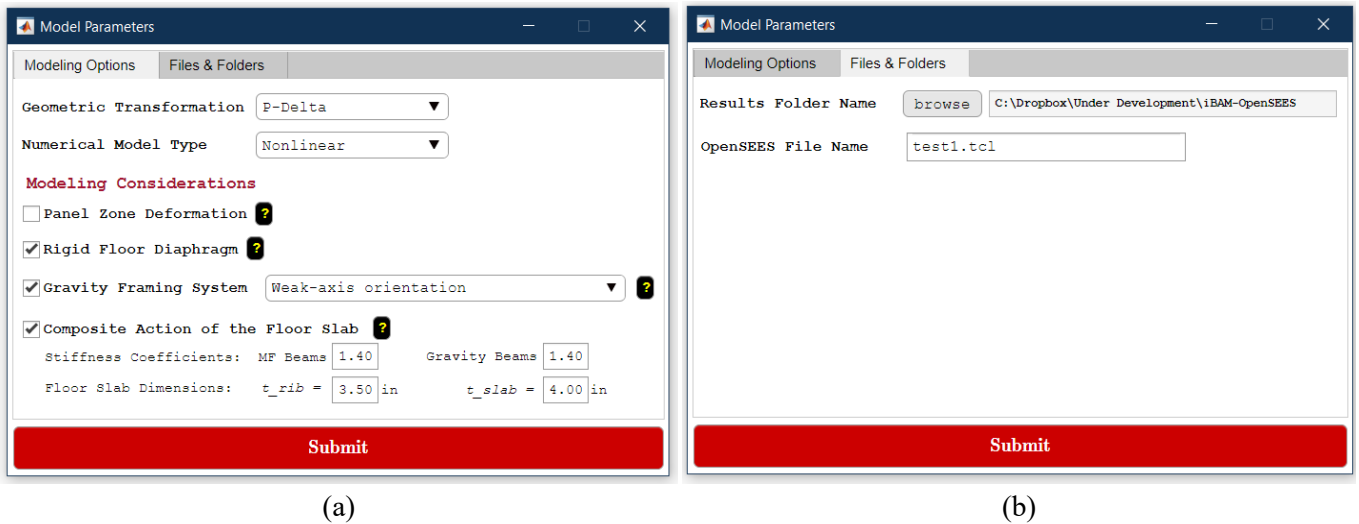 Model Parameters
Modeling Options Files & Folders
Geometric Transformation P-Delta
Numerical Model Type Nonlinear
Modeling Considerations
Panel Zone Deformation ?
Rigid Floor Diaphragm ?
Gravity Framing System Weak-axis orientation ?
Composite Action of the Floor Slab ?
Stiffness Coefficients: MF Beams 1.40 Gravity Beams 1.40
Floor Slab Dimensions: t_rib = 3.50 in t_slab = 4.00 in
Submit
(a)
Model Parameters
Modeling Options Files & Folders
Results Folder Name browse C:\Dropbox\Under Development\iBAM-OpenSEES
OpenSEES File Name test1.tcl
Submit
(b)